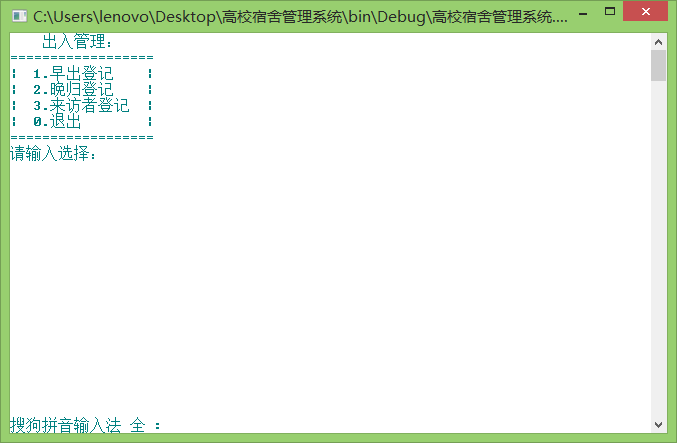 C:\Users\lenovo\Desktop\高校宿舍管理系统\bin\Debug\高校宿舍管理系统....
出入管理:
==================
¦ 1.早出登记 ¦
¦ 2.晚归登记 ¦
¦ 3.来访者登记 ¦
¦ 0.退出 ¦
==================
请输入选择:
搜狗拼音输入法 全 :